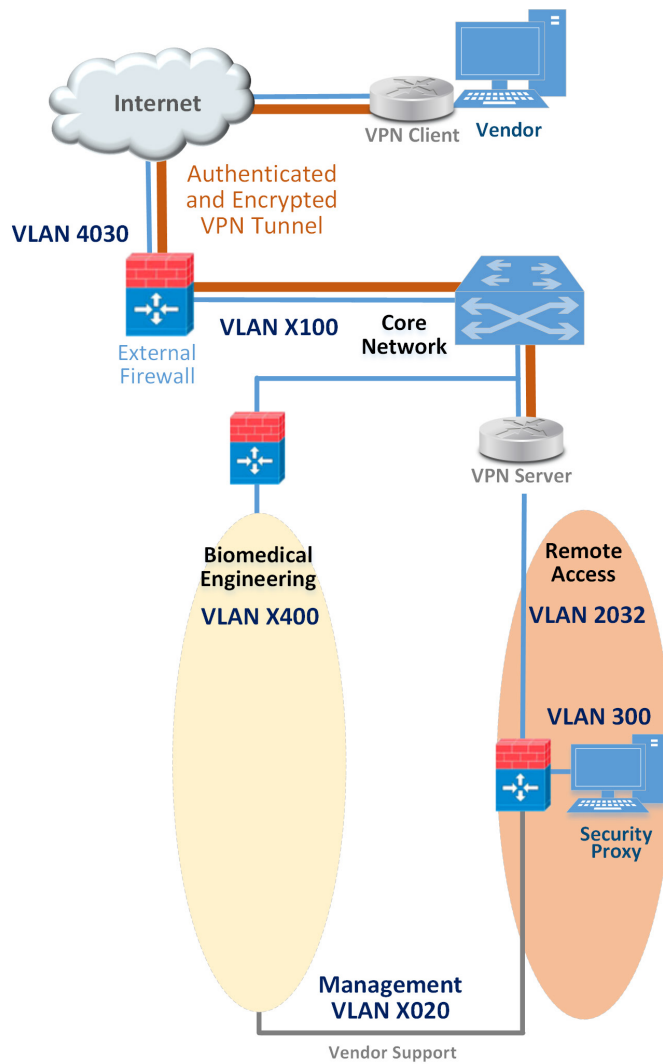 Internet
VPN Client
Vendor
Authenticated
and Encrypted
VPN Tunnel
VLAN 4030
VLAN X100
Core
Network
External
Firewall
VPN Server
Biomedical
Engineering
VLAN X400
Remote
Access
VLAN 2032
VLAN 300
Security
Proxy
Management
VLAN X020
Vendor Support